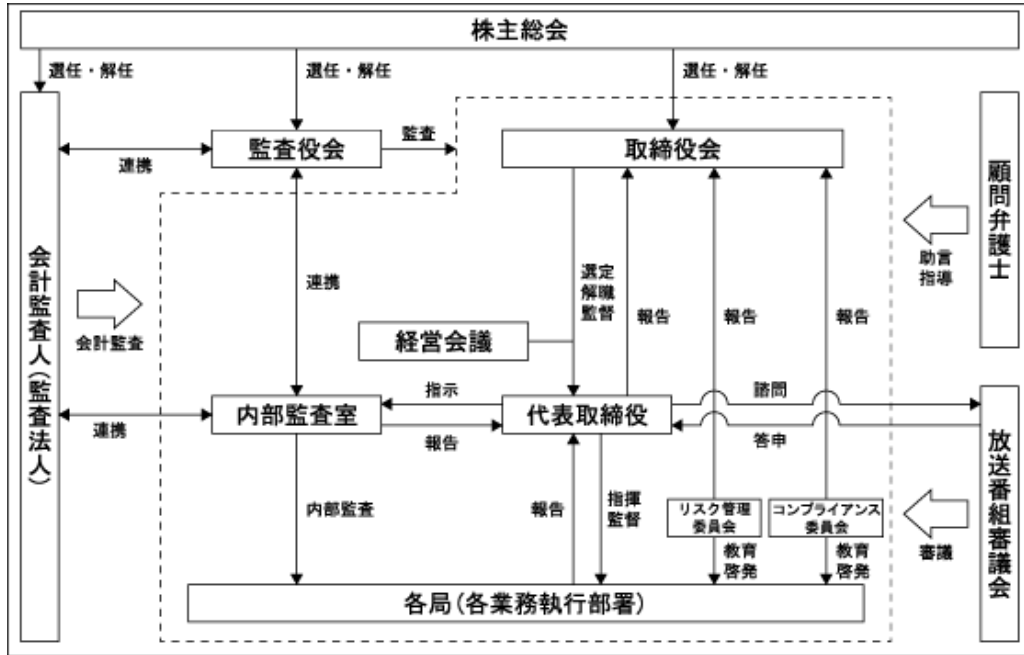 株主総会
選任・解任
選任・解任
選任・解任
監査役会
監査
取締役会
連携
顧問弁護士
助言
指導
会計監査人(監査法人)
会計監査
連携
選定
解職
監督
報告
報告
報告
経営会議
内部監査室
指示
報告
代表取締役
諮問
答申
連携
放送番組審議会
審議
内部監査
報告
指揮
監督
リスク管理
委員会
コンプライアンス
委員会
教育
啓発
教育
啓発
各局(各業務執行部署)